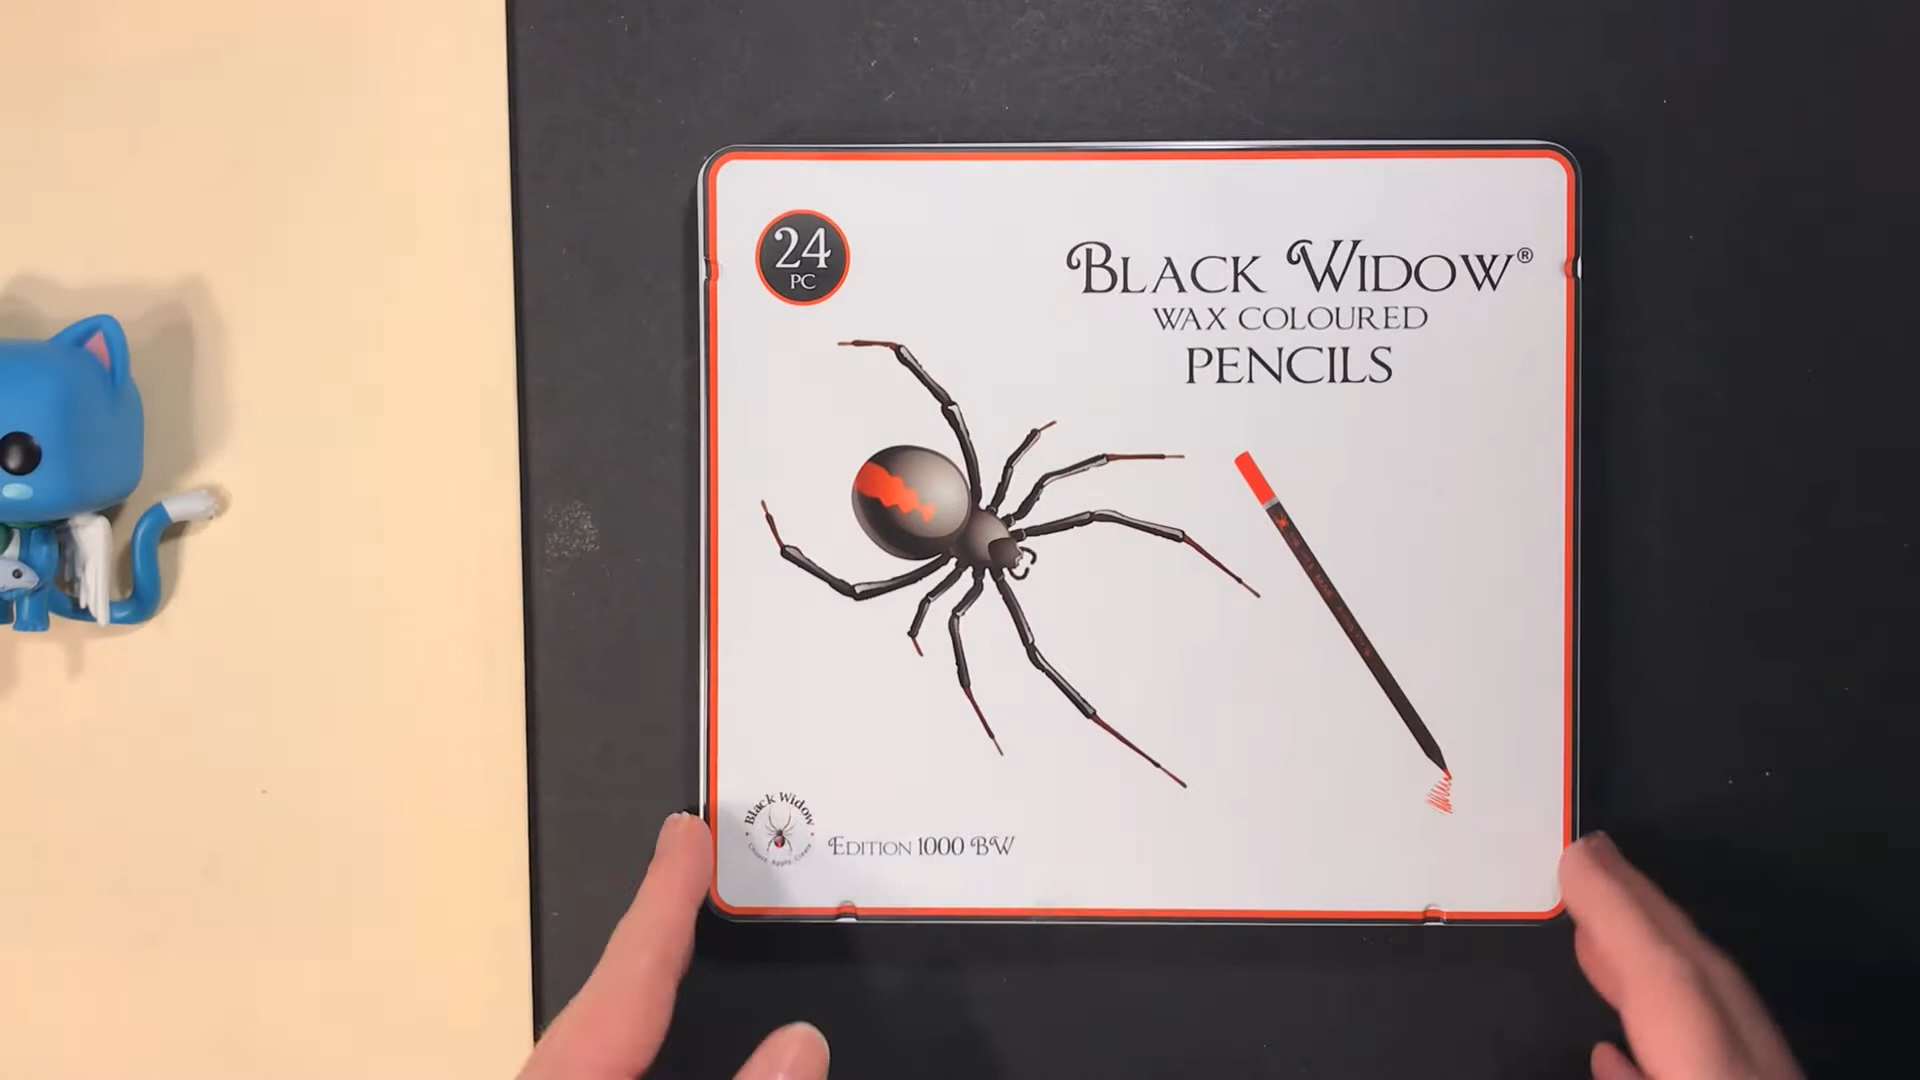 24
PC
BLACK WIDOW®
WAX COLOURED
PENCILS
Black Widow
EDITION 1000 BW